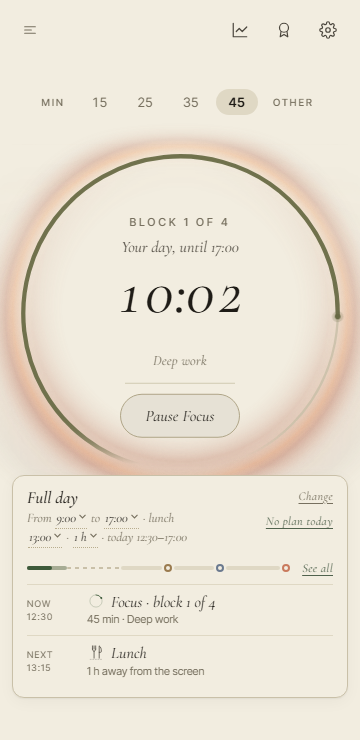 MIN 15 25 35 45 OTHER
BLOCK 1 OF 4
Your day, until 17:00
10:02
Deep work
Pause Focus
Full day
Change
From 9:00 to 17:00 · lunch
No plan today
13:00 · 1 h · today 12:30–17:00
See all
NOW
12:30
Focus · block 1 of 4
45 min · Deep work
NEXT
13:15
Lunch
1 h away from the screen